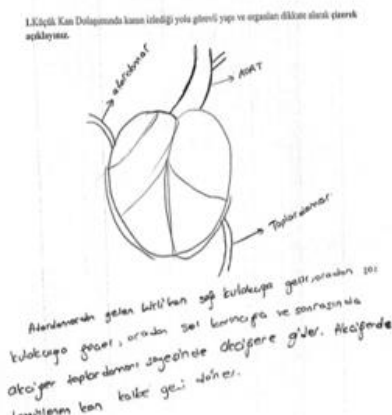 1.Küçük Kan Dolaşımında kanın izlediği yolu görevli yapı ve organları dikkate alarak çizerek
açıklayınız.
atardamar
AORT
Toplardamar
Atardamardan gelen kirli kan sağ kulakçığa gelir, oradan sol
kulakçığa geçer, oradan sol karıncığa ve sonrasında
akciğer toplardamarı sayesinde akciğere gider. Akciğerde
temizlenen kan kalbe geri döner.